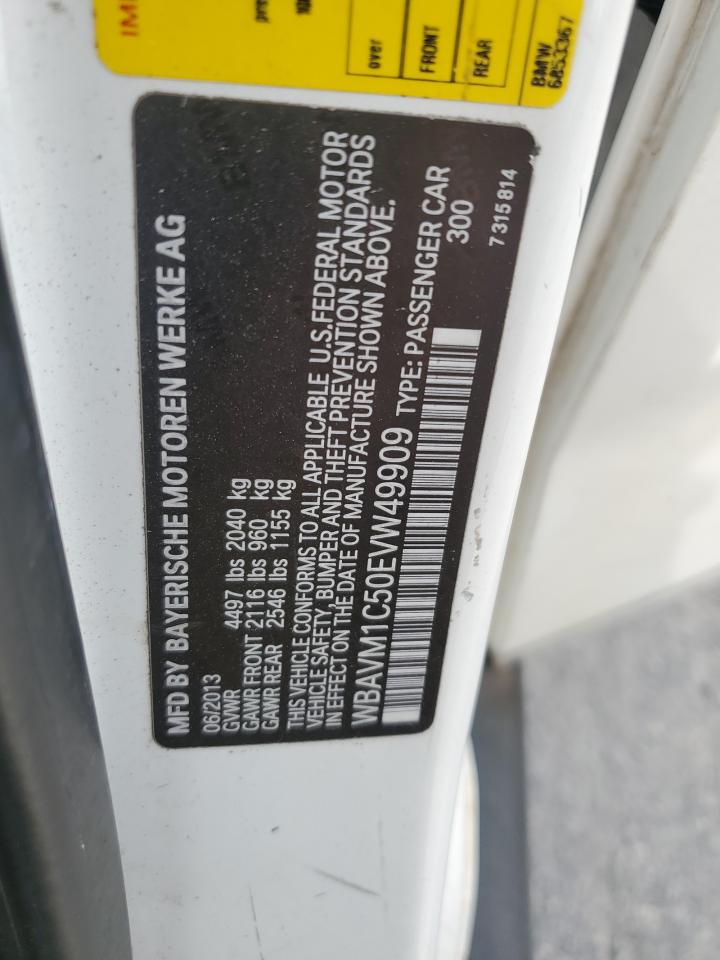 over
FRONT
REAR
BMW
6853367
MFD BY BAYERISCHE MOTOREN WERKE AG
06/2013
GVWR 4497 lbs 2040 kg
GAWR FRONT 2116 lbs 960 kg
GAWR REAR 2546 lbs 1155 kg
THIS VEHICLE CONFORMS TO ALL APPLICABLE U.S.FEDERAL MOTOR
VEHICLE SAFETY, BUMPER AND THEFT PREVENTION STANDARDS
IN EFFECT ON THE DATE OF MANUFACTURE SHOWN ABOVE.
WBAVM1C50EVW49909 TYPE: PASSENGER CAR
300
7 315 814